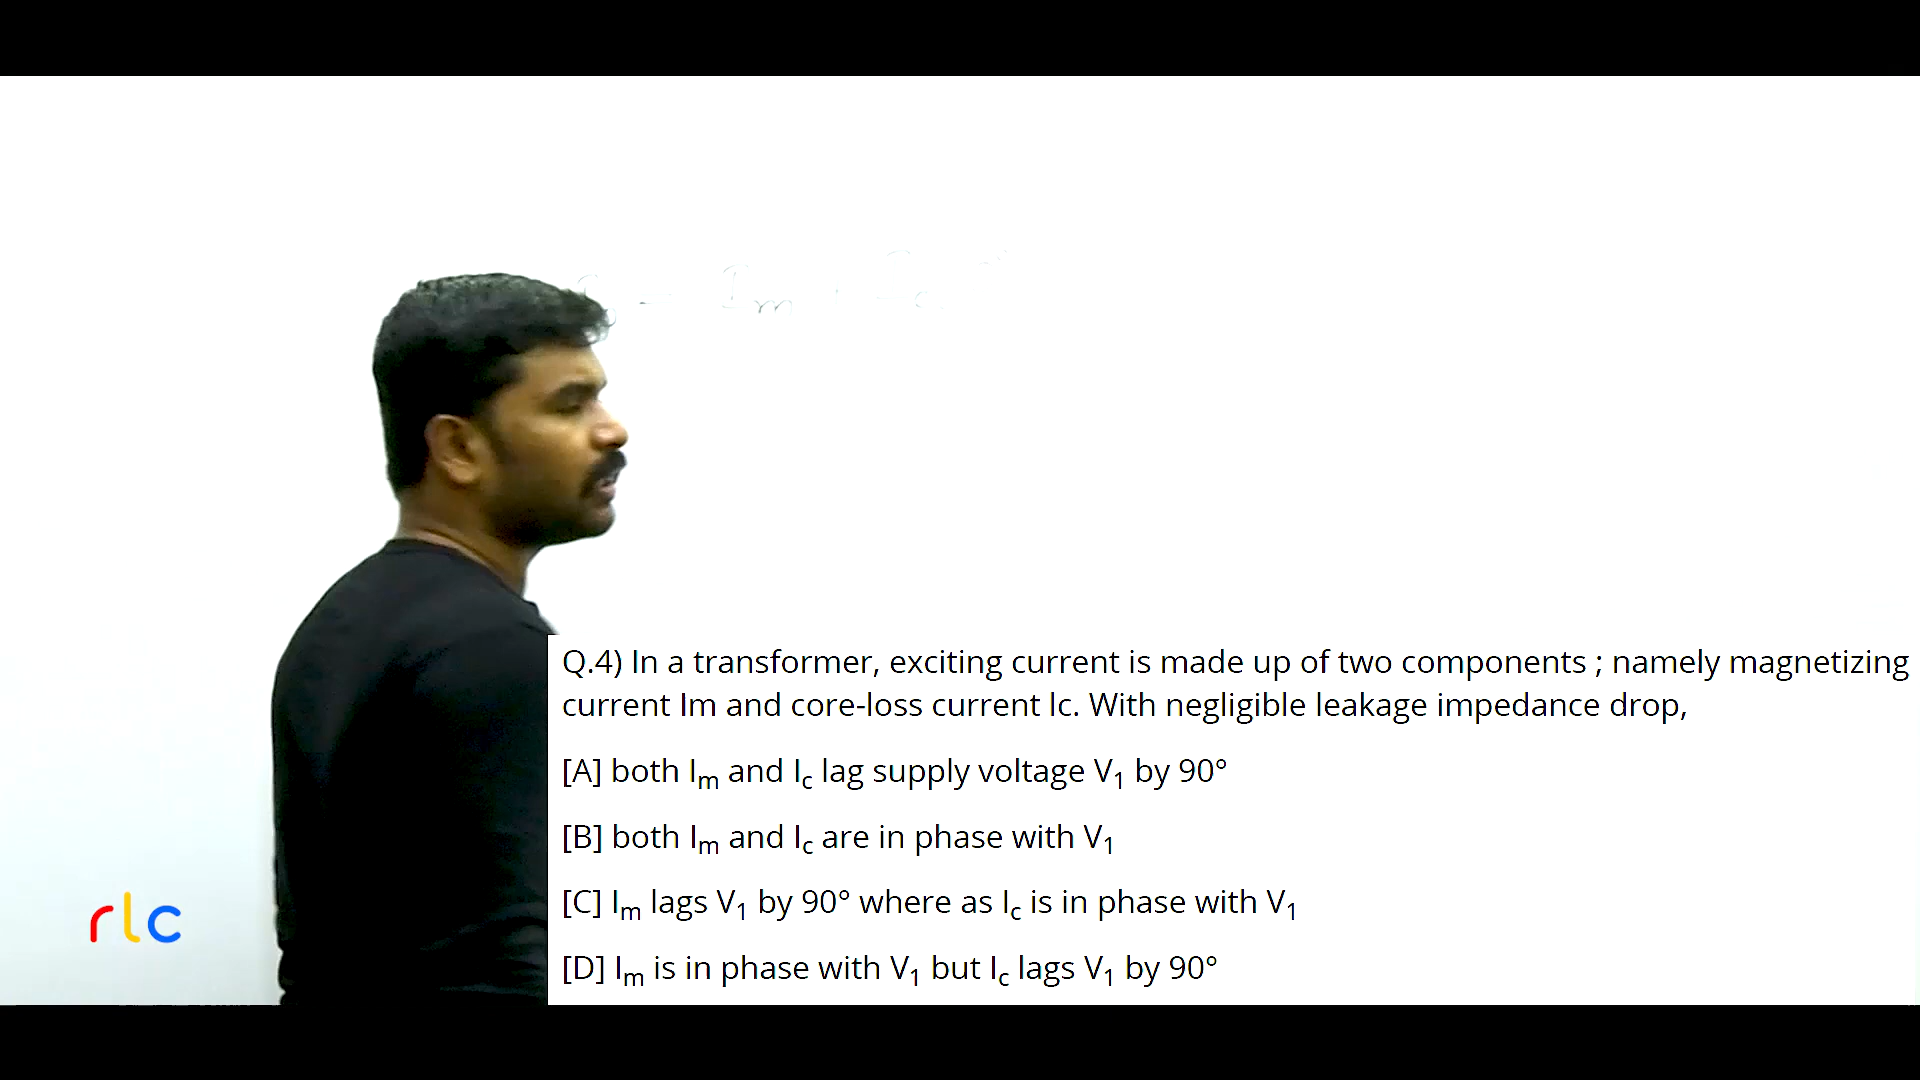 Im
Q.4) In a transformer, exciting current is made up of two components ; namely magnetizing
current Im and core-loss current lc. With negligible leakage impedance drop,
[A] both Im and Ic lag supply voltage V1 by 90°
[B] both Im and Ic are in phase with V1
[C] Im lags V1 by 90° where as Ic is in phase with V1
[D] Im is in phase with V1 but Ic lags V1 by 90°
rlc